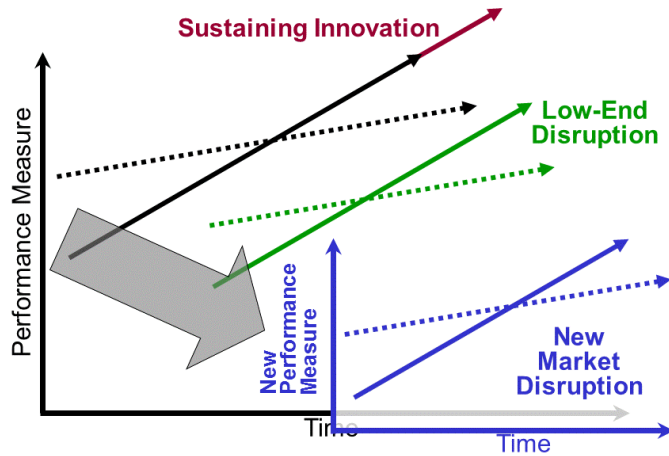 Sustaining Innovation
Performance Measure
Low-End
Disruption
New
Performance
Measure
New
Market
Disruption
Time
Time